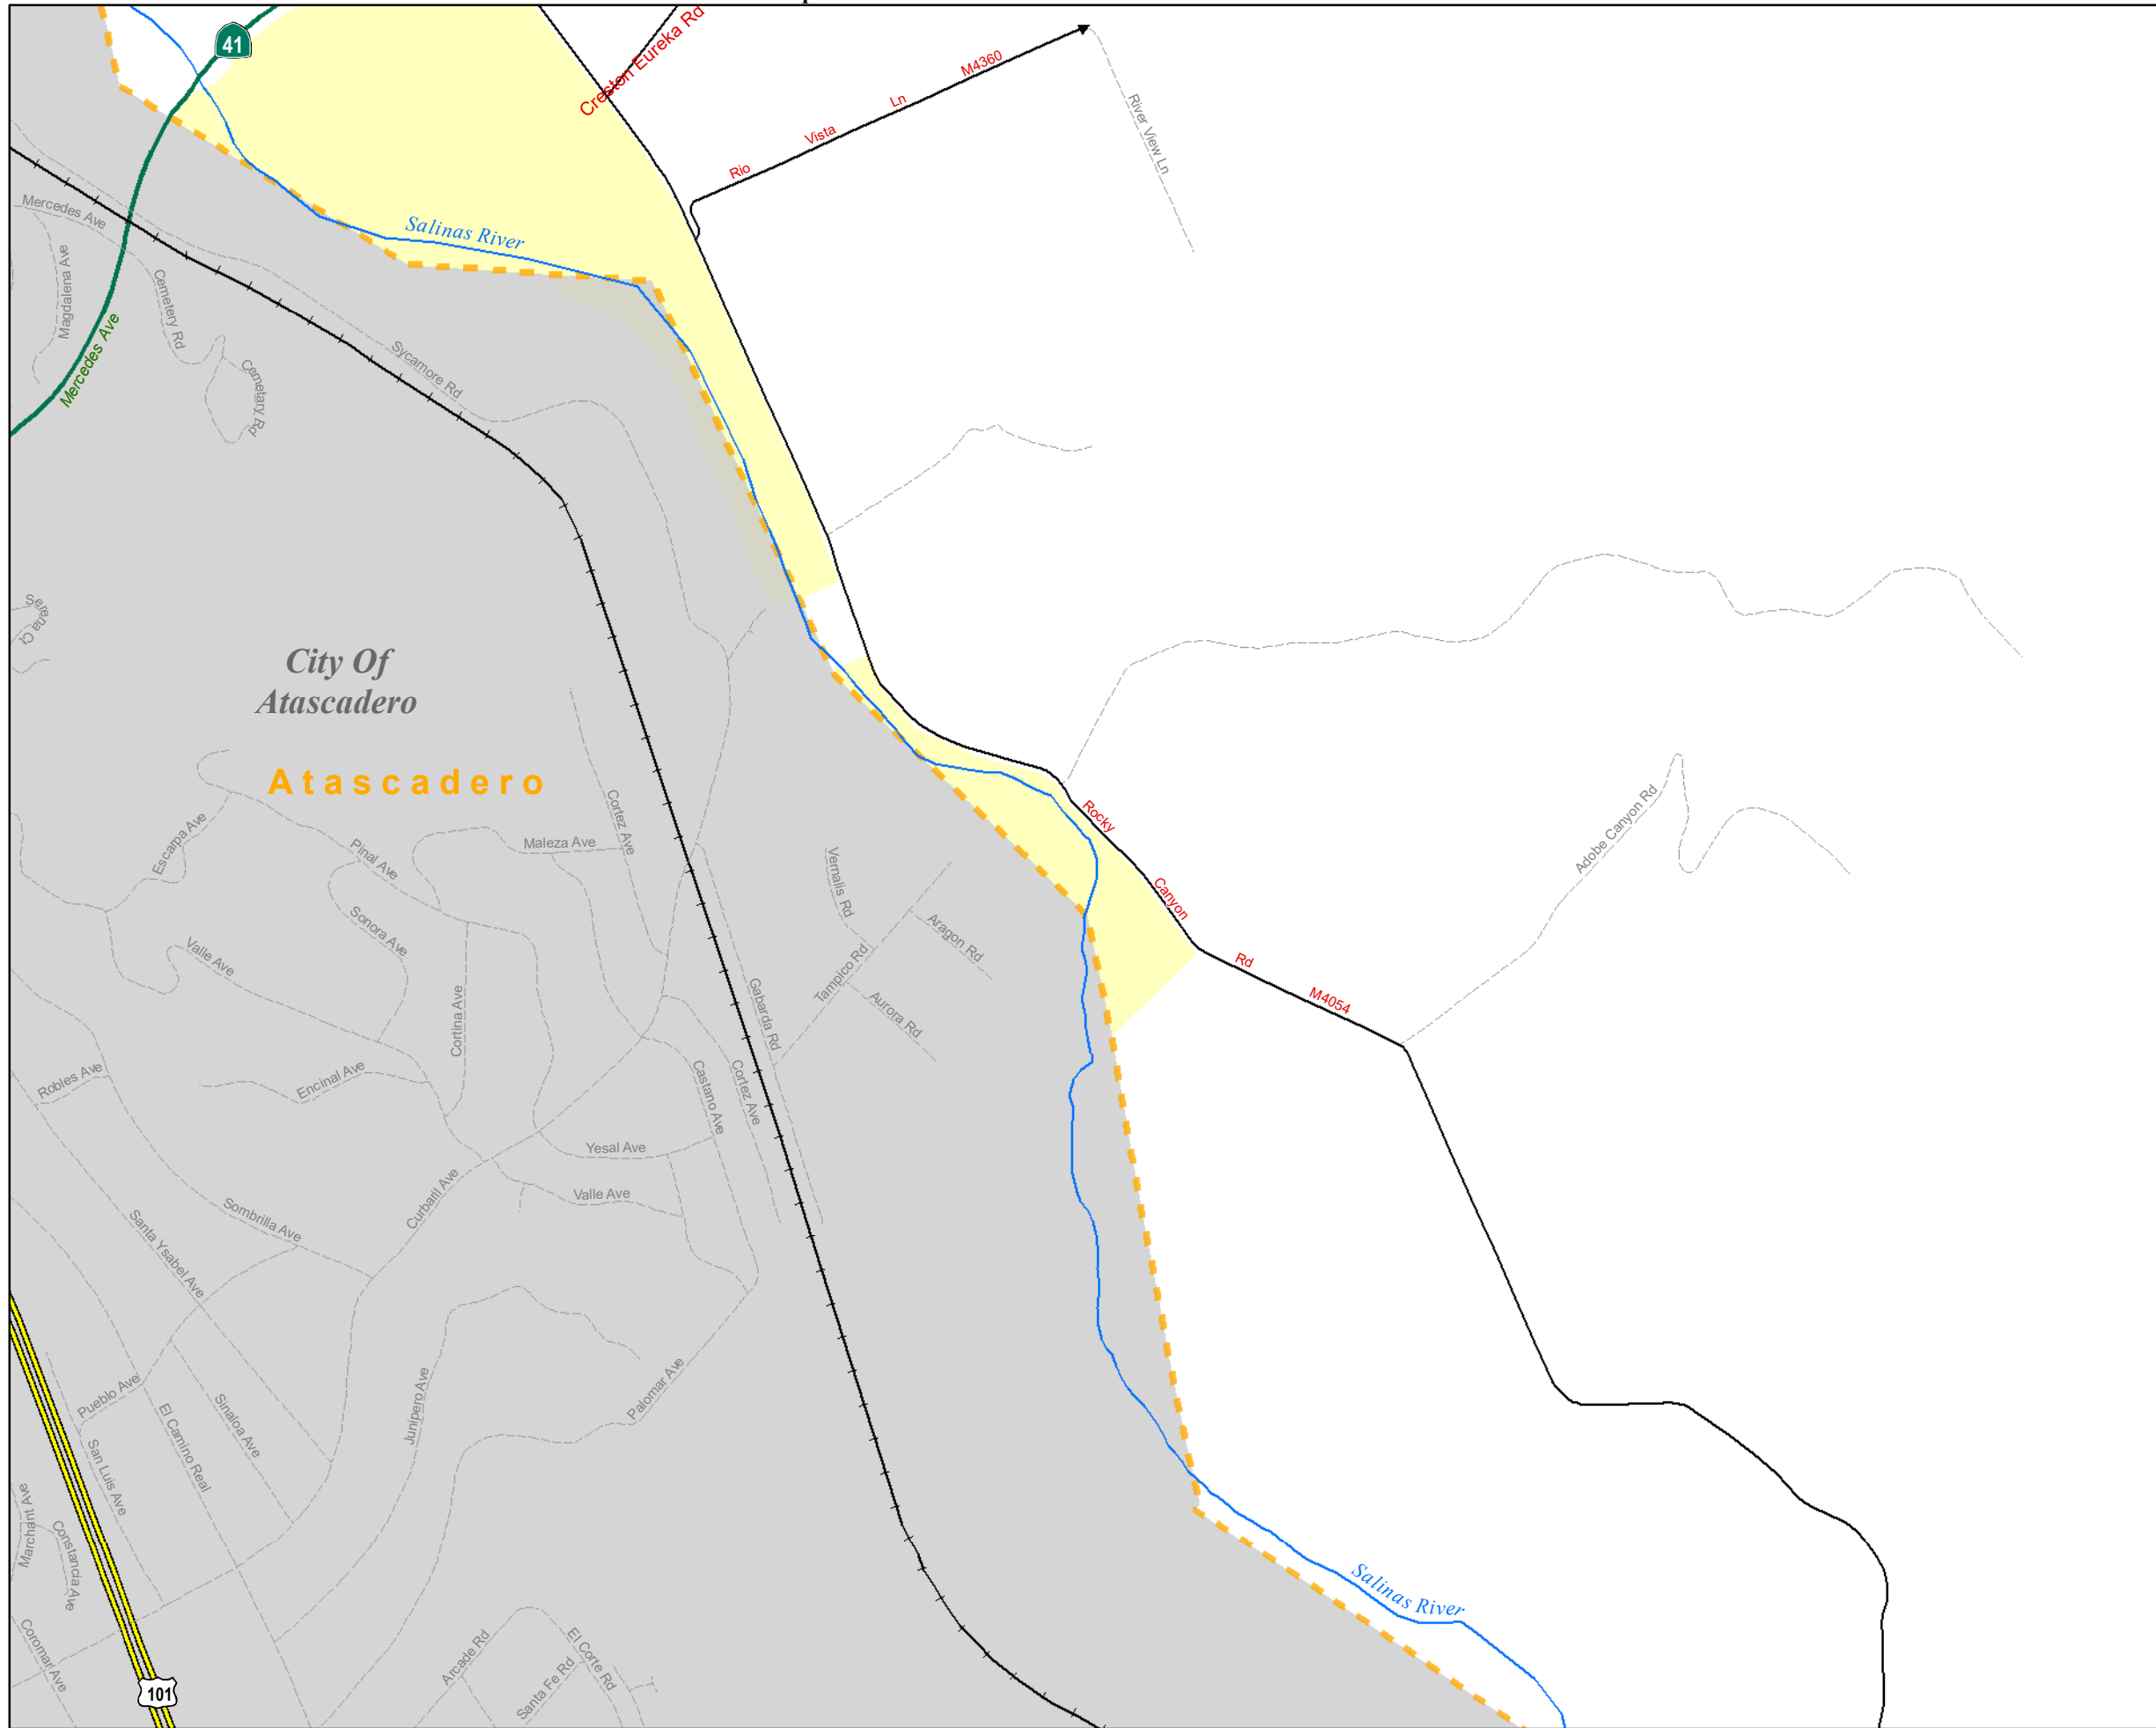 41
Creston Eureka Rd
Rio Vista Ln M4360
River View Ln
Mercedes Ave
Magdalena Ave
Cemetery Rd
Mercedes Ave
Cemetary Rd
Salinas River
Sycamore Rd
Serena Ct
City Of
Atascadero
Atascadero
Escarpa Ave
Pinal Ave
Maleza Ave
Cortez Ave
Vernalis Rd
Rocky Canyon Rd M4054
Adobe Canyon Rd
Sonora Ave
Valle Ave
Aragon Rd
Tampico Rd
Aurora Rd
Gabarda Rd
Cortina Ave
Robles Ave
Encinal Ave
Castano Ave
Cortez Ave
Yesal Ave
Valle Ave
Curbaril Ave
Sombrilla Ave
Santa Ysabel Ave
Pueblo Ave
Sinaloa Ave
El Camino Real
Junipero Ave
Palomar Ave
San Luis Ave
Marchant Ave
Constancia Ave
Coromar Ave
Arcade Rd
Santa Fe Rd
El Corte Rd
Salinas River
101